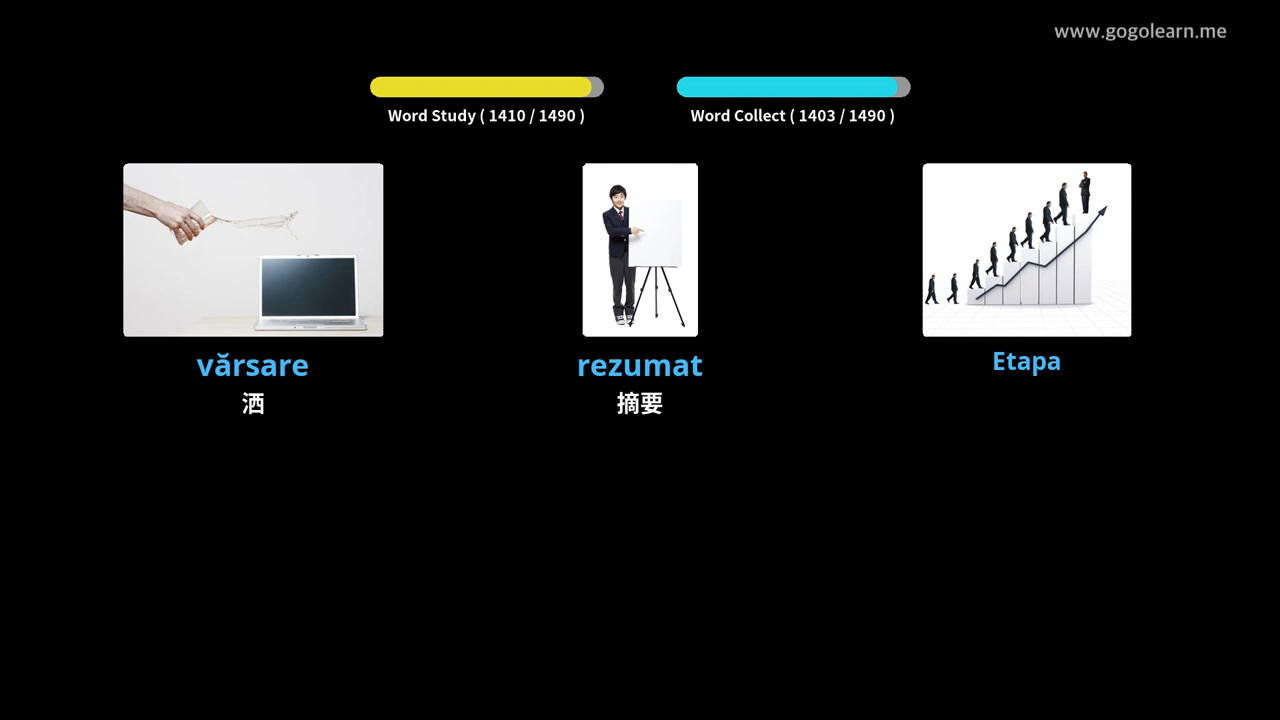 www.gogolearn.me
Word Study ( 1410 / 1490 )
Word Collect ( 1403 / 1490 )
vărsare
洒
rezumat
摘要
Etapa